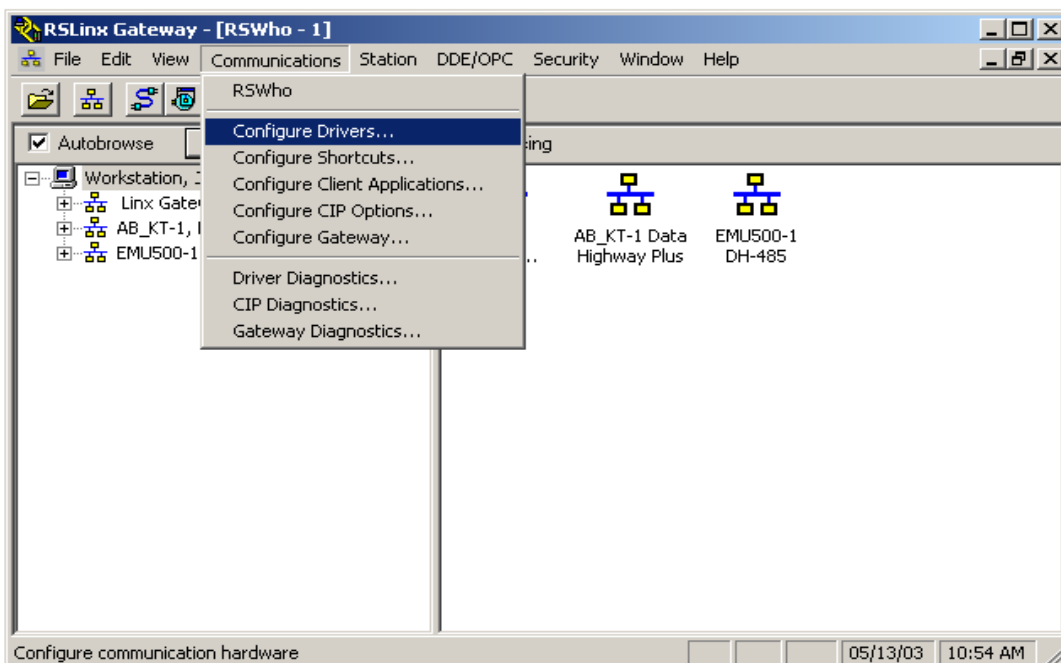 RSLinx Gateway - [RSWho - 1]
File Edit View Communications Station DDE/OPC Security Window Help
RSWho
Configure Drivers...
Configure Shortcuts...
Configure Client Applications...
Configure CIP Options...
Configure Gateway...
Driver Diagnostics...
CIP Diagnostics...
Gateway Diagnostics...
Autobrowse
Workstation,
Linx
AB_KT-1,
EMU500-1
AB_KT-1 Data
Highway Plus
EMU500-1
DH-485
Configure communication hardware
05/13/03 10:54 AM